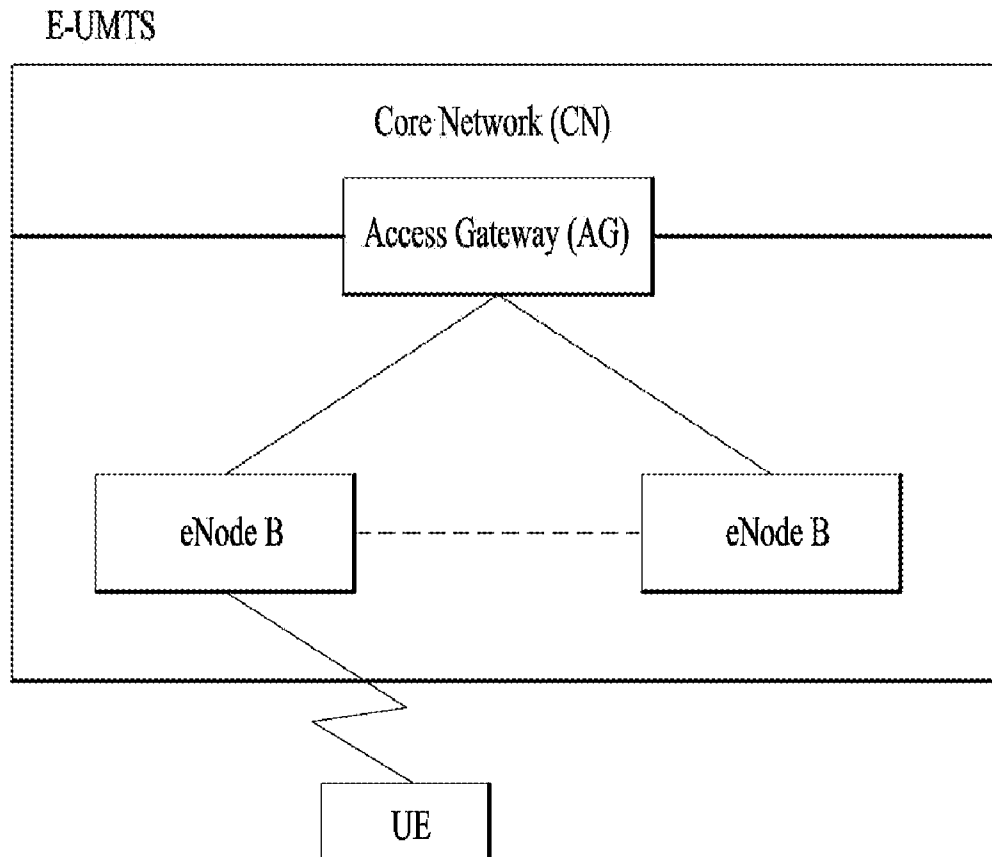 E-UMTS
Core Network (CN)
Access Gateway (AG)
eNode B
eNode B
UE